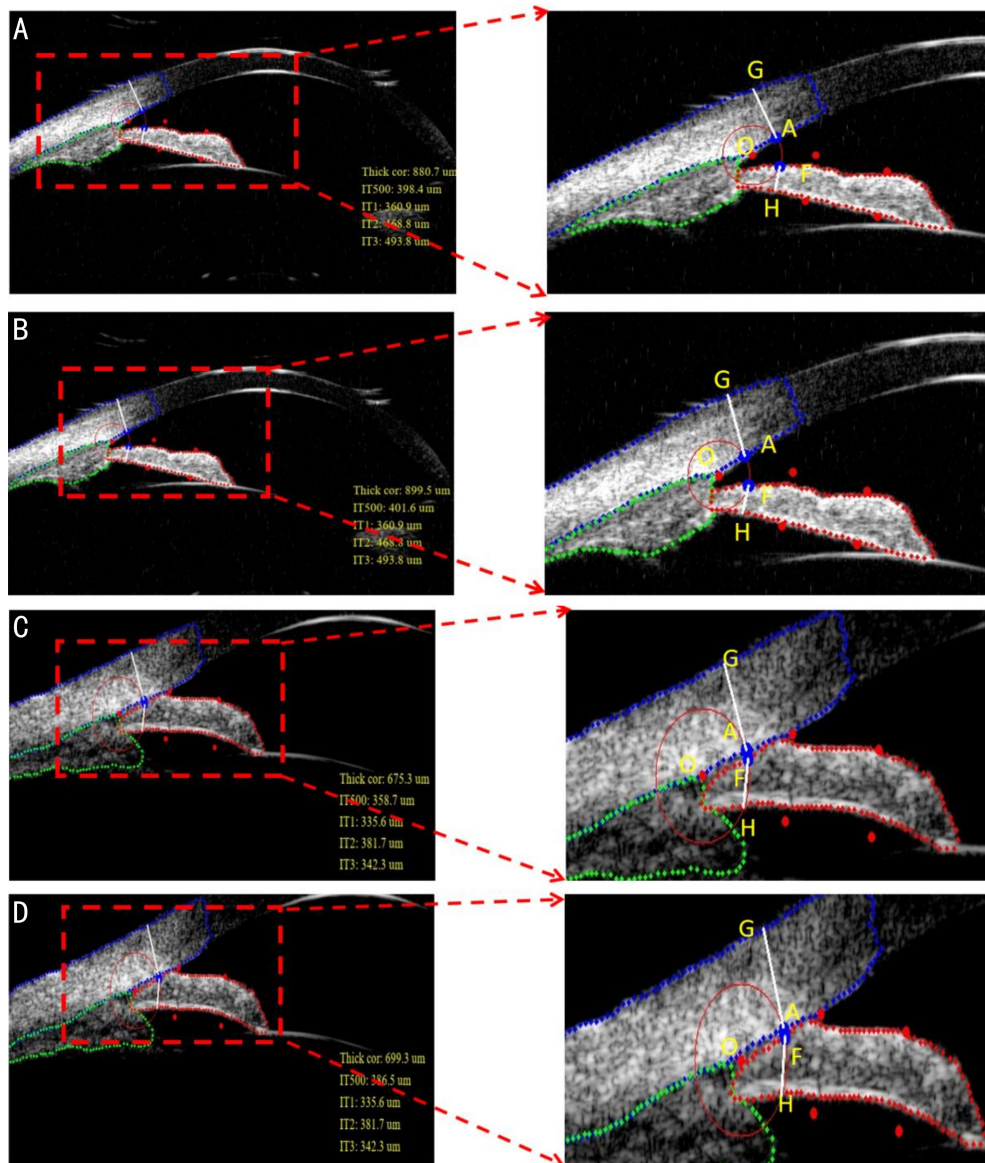 A
Thick cor: 880.7 um
IT500: 398.4 um
IT1: 360.9 um
IT2: 468.8 um
IT3: 493.8 um
G
A
O
F
H
B
Thick cor: 899.5 um
IT500: 401.6 um
IT1: 360.9 um
IT2: 468.8 um
IT3: 493.8 um
G
A
O
F
H
C
Thick cor: 675.3 um
IT500: 358.7 um
IT1: 335.6 um
IT2: 381.7 um
IT3: 342.3 um
G
A
O
F
H
D
Thick cor: 699.3 um
IT500: 386.5 um
IT1: 335.6 um
IT2: 381.7 um
IT3: 342.3 um
G
A
O
F
H